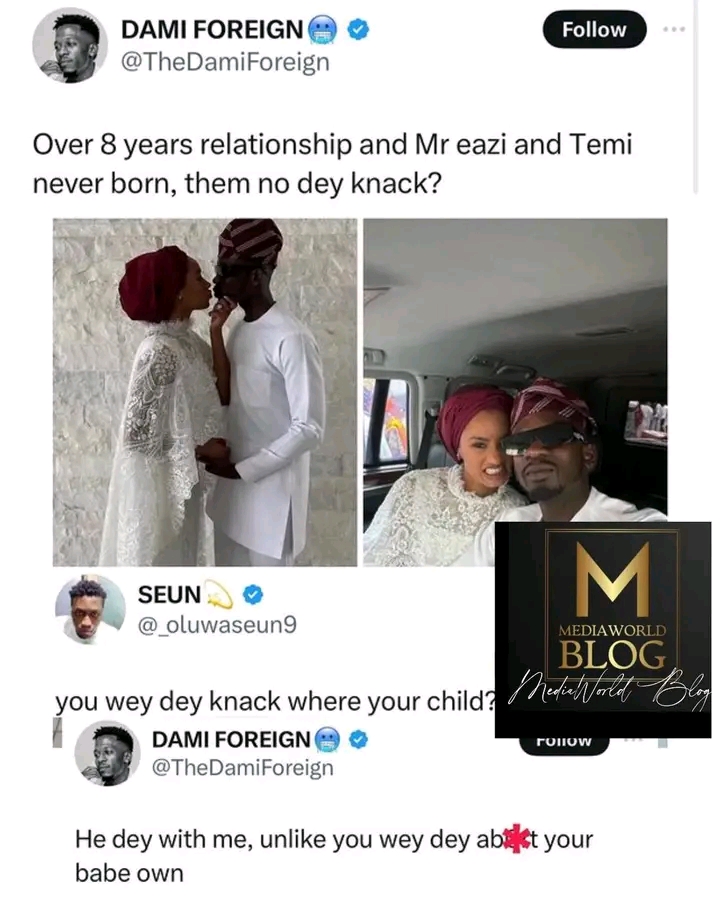 DAMI FOREIGN🥶
Follow
@TheDamiForeign
Over 8 years relationship and Mr eazi and Temi
never born, them no dey knack?
SEUN💫
@_oluwaseun9
M
MEDIAWORLD
BLOG
MediaWorld Blog
you wey dey knack where your child?
DAMI FOREIGN🥶
Follow
@TheDamiForeign
He dey with me, unlike you wey dey ab✱t your
babe own